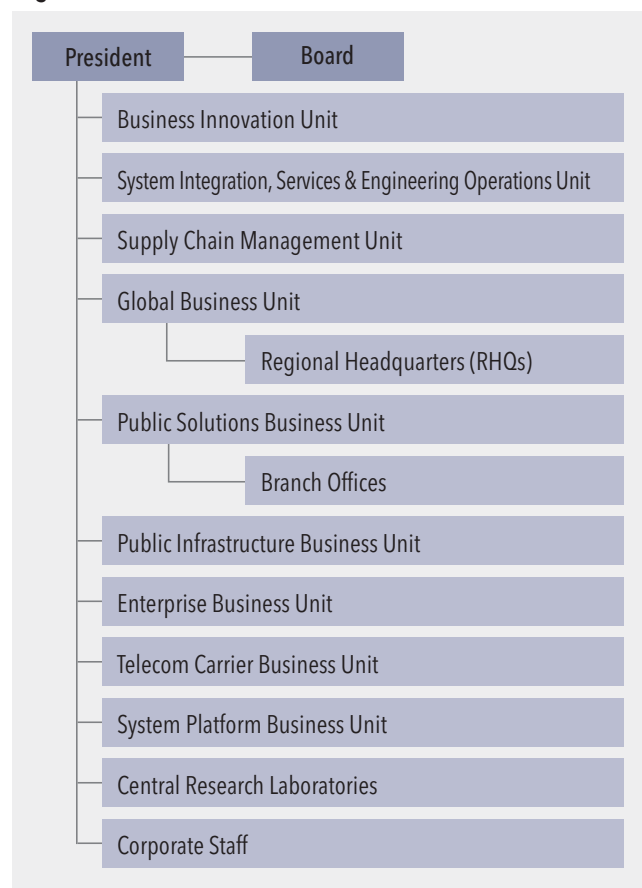 President
Board
Business Innovation Unit
System Integration, Services & Engineering Operations Unit
Supply Chain Management Unit
Global Business Unit
Regional Headquarters (RHQs)
Public Solutions Business Unit
Branch Offices
Public Infrastructure Business Unit
Enterprise Business Unit
Telecom Carrier Business Unit
System Platform Business Unit
Central Research Laboratories
Corporate Staff